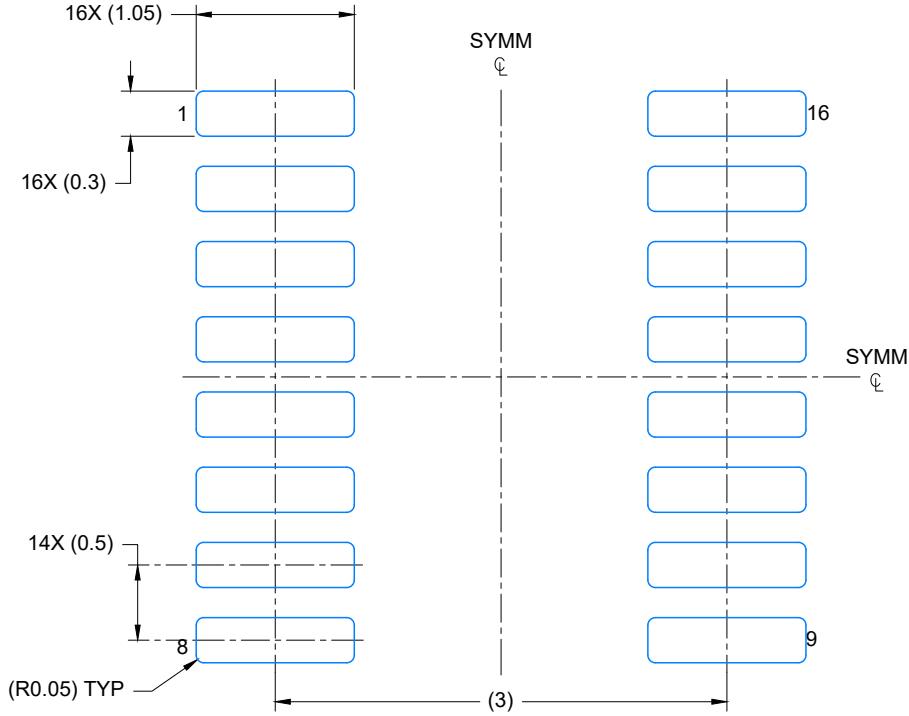 16X (1.05)
SYMM
℄
1
16
16X (0.3)
SYMM
℄
14X (0.5)
8
9
(R0.05) TYP
(3)